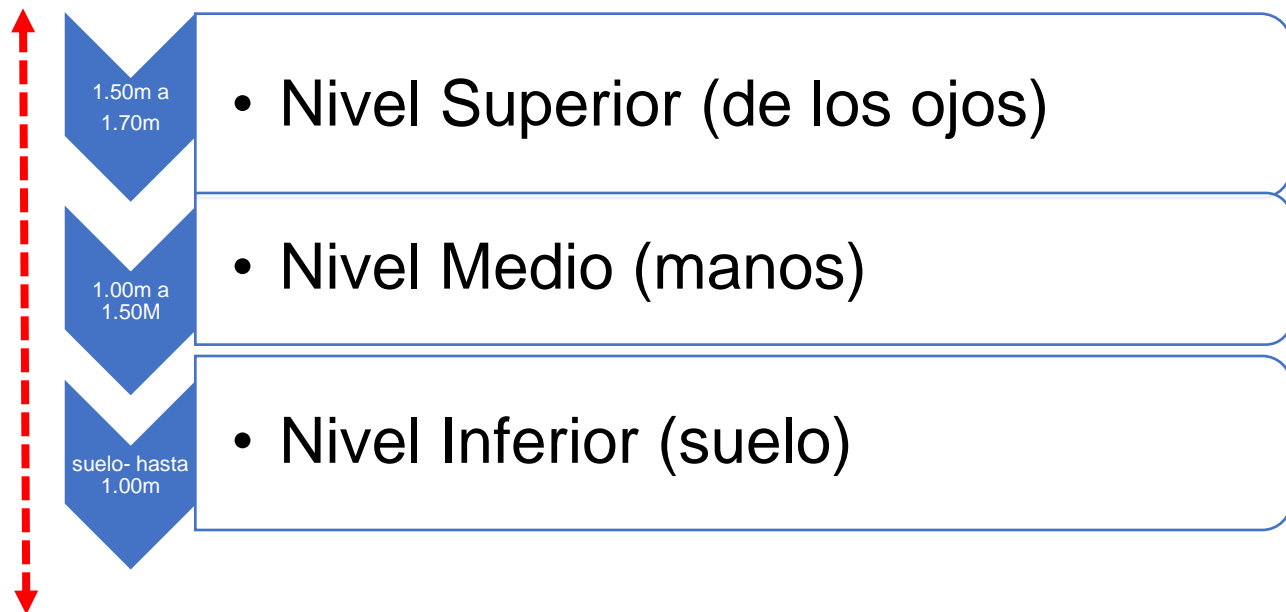 1.50m a
1.70m
• Nivel Superior (de los ojos)
1.00m a
1.50M
• Nivel Medio (manos)
suelo- hasta
1.00m
• Nivel Inferior (suelo)